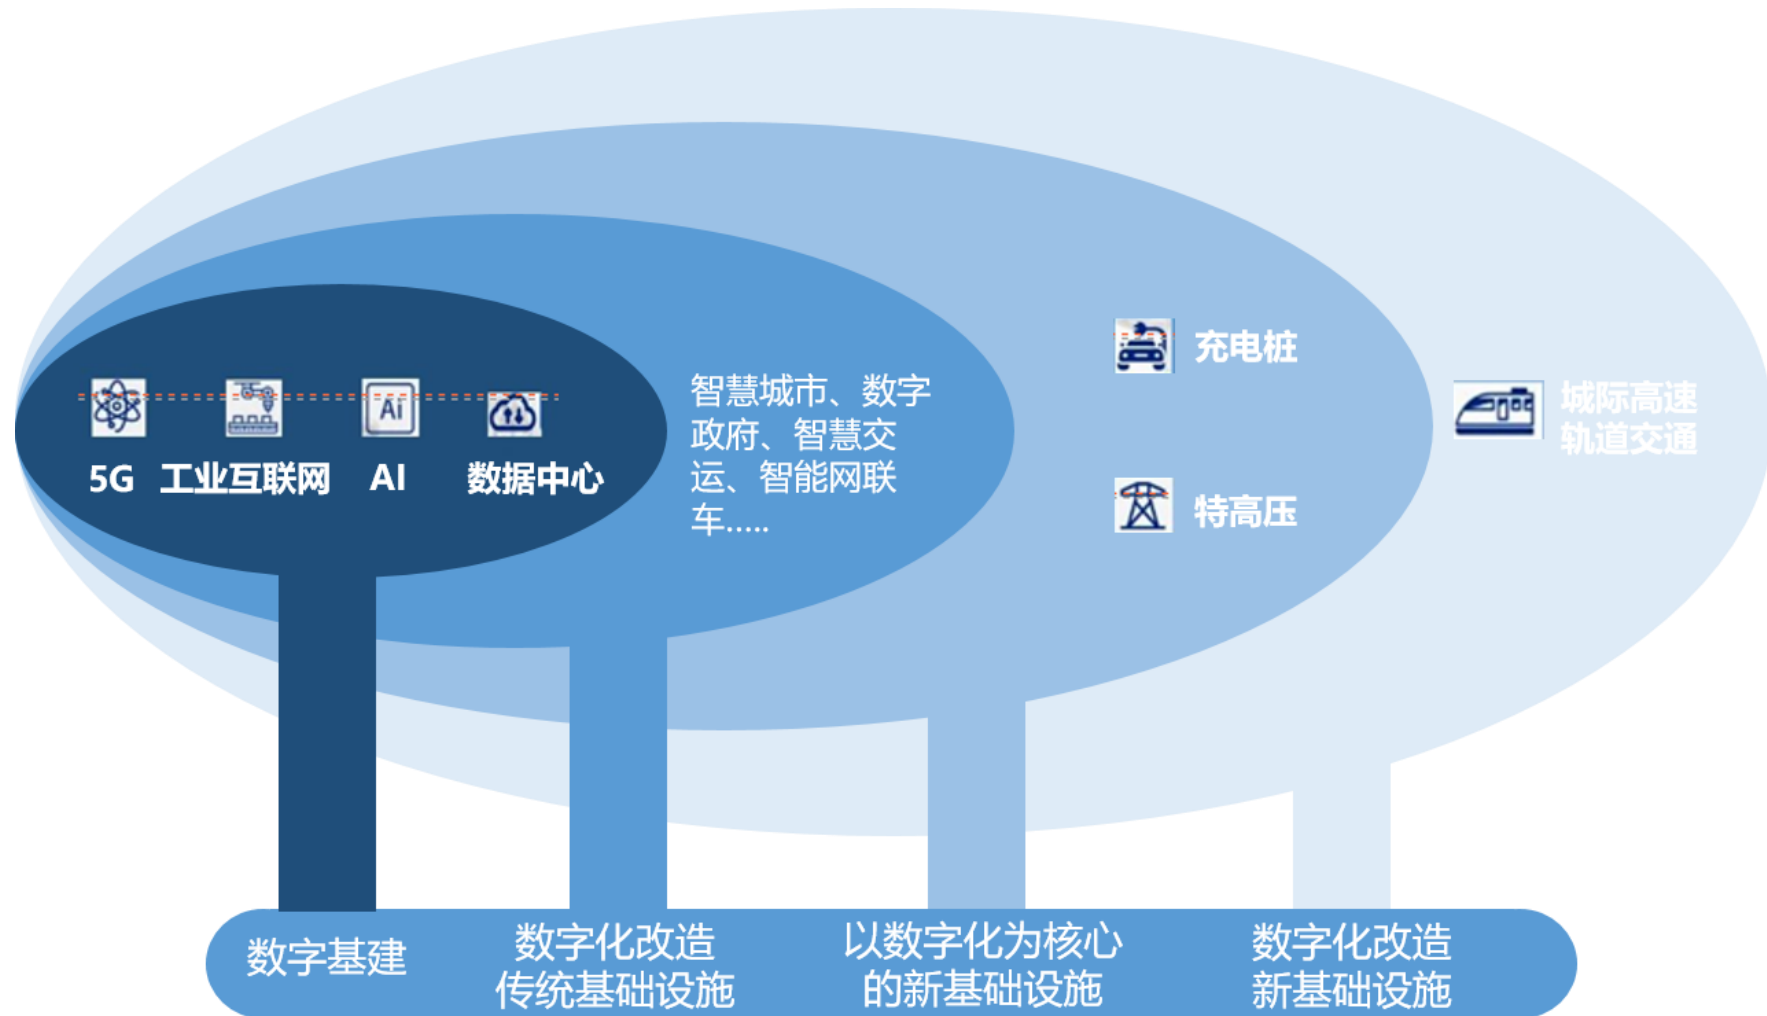 5G
工业互联网
Ai
AI
数据中心
智慧城市、数字
政府、智慧交
运、智能网联
车.....
充电桩
特高压
城际高速
轨道交通
数字基建
数字化改造
传统基础设施
以数字化为核心
的新基础设施
数字化改造
新基础设施